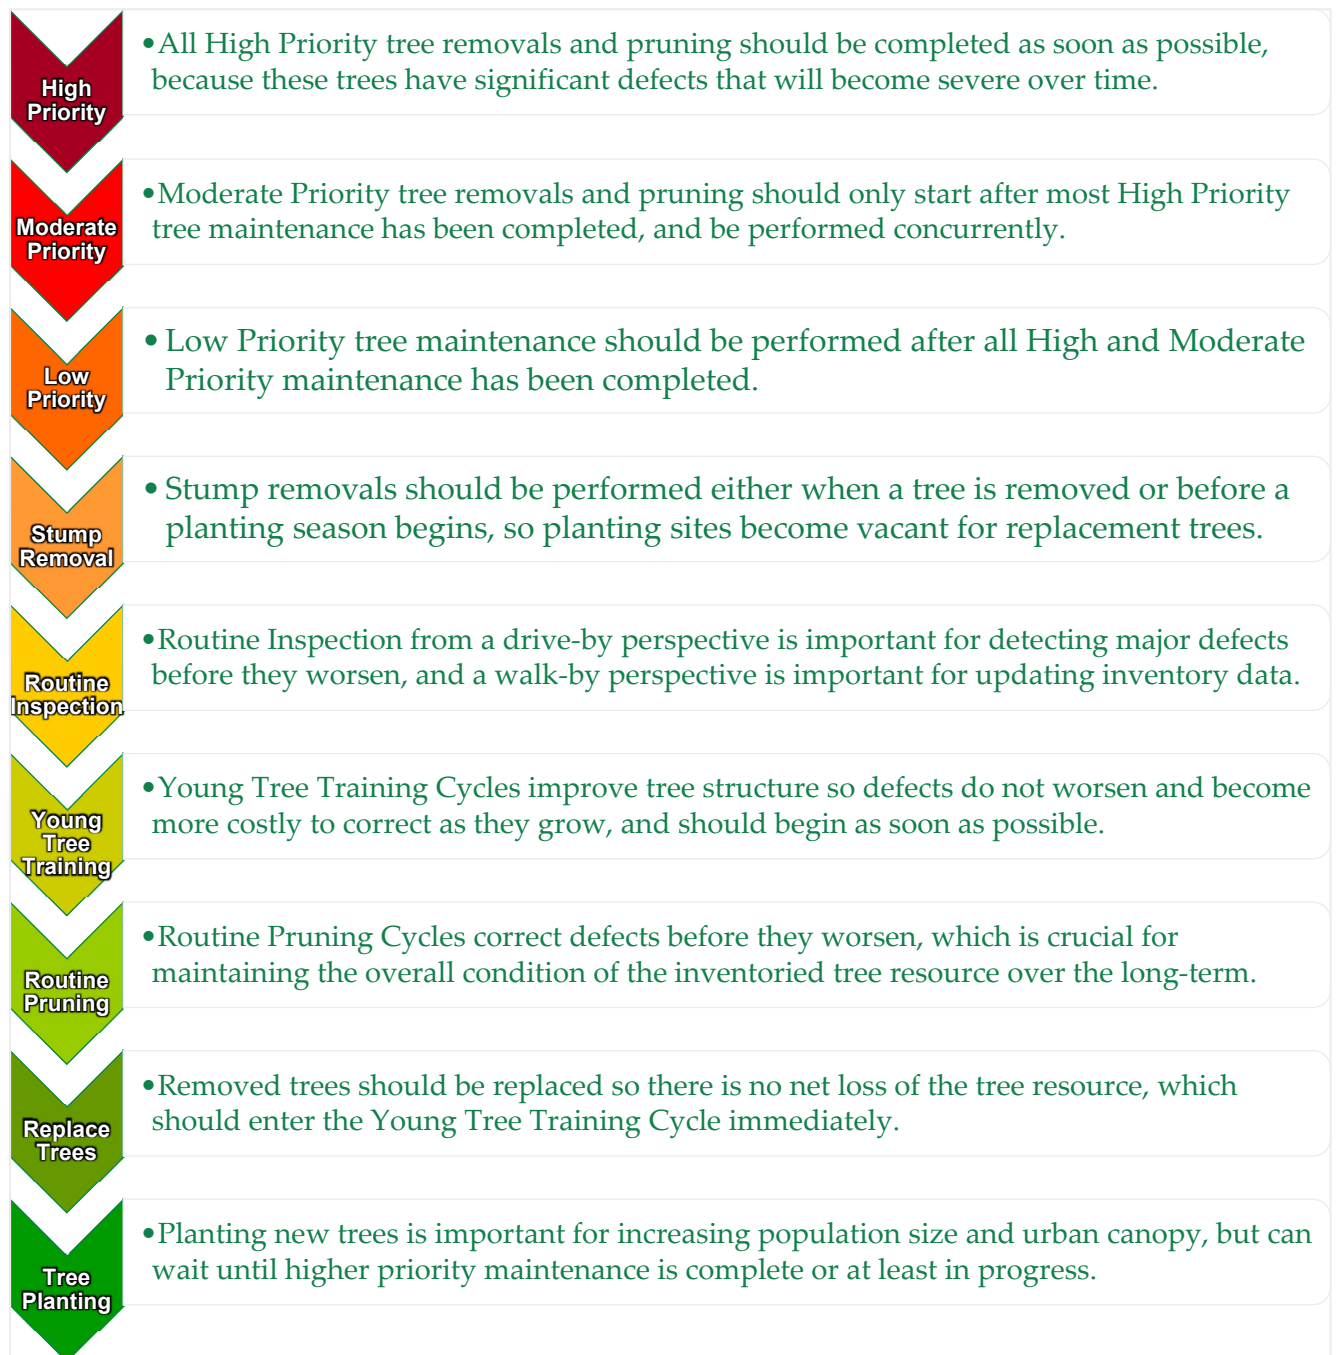 High
Priority
•All High Priority tree removals and pruning should be completed as soon as possible,
because these trees have significant defects that will become severe over time.
Moderate
Priority
•Moderate Priority tree removals and pruning should only start after most High Priority
tree maintenance has been completed, and be performed concurrently.
Low
Priority
• Low Priority tree maintenance should be performed after all High and Moderate
Priority maintenance has been completed.
Stump
Removal
• Stump removals should be performed either when a tree is removed or before a
planting season begins, so planting sites become vacant for replacement trees.
Routine
Inspection
•Routine Inspection from a drive-by perspective is important for detecting major defects
before they worsen, and a walk-by perspective is important for updating inventory data.
Young
Tree
Training
•Young Tree Training Cycles improve tree structure so defects do not worsen and become
more costly to correct as they grow, and should begin as soon as possible.
Routine
Pruning
•Routine Pruning Cycles correct defects before they worsen, which is crucial for
maintaining the overall condition of the inventoried tree resource over the long-term.
Replace
Trees
•Removed trees should be replaced so there is no net loss of the tree resource, which
should enter the Young Tree Training Cycle immediately.
Tree
Planting
•Planting new trees is important for increasing population size and urban canopy, but can
wait until higher priority maintenance is complete or at least in progress.